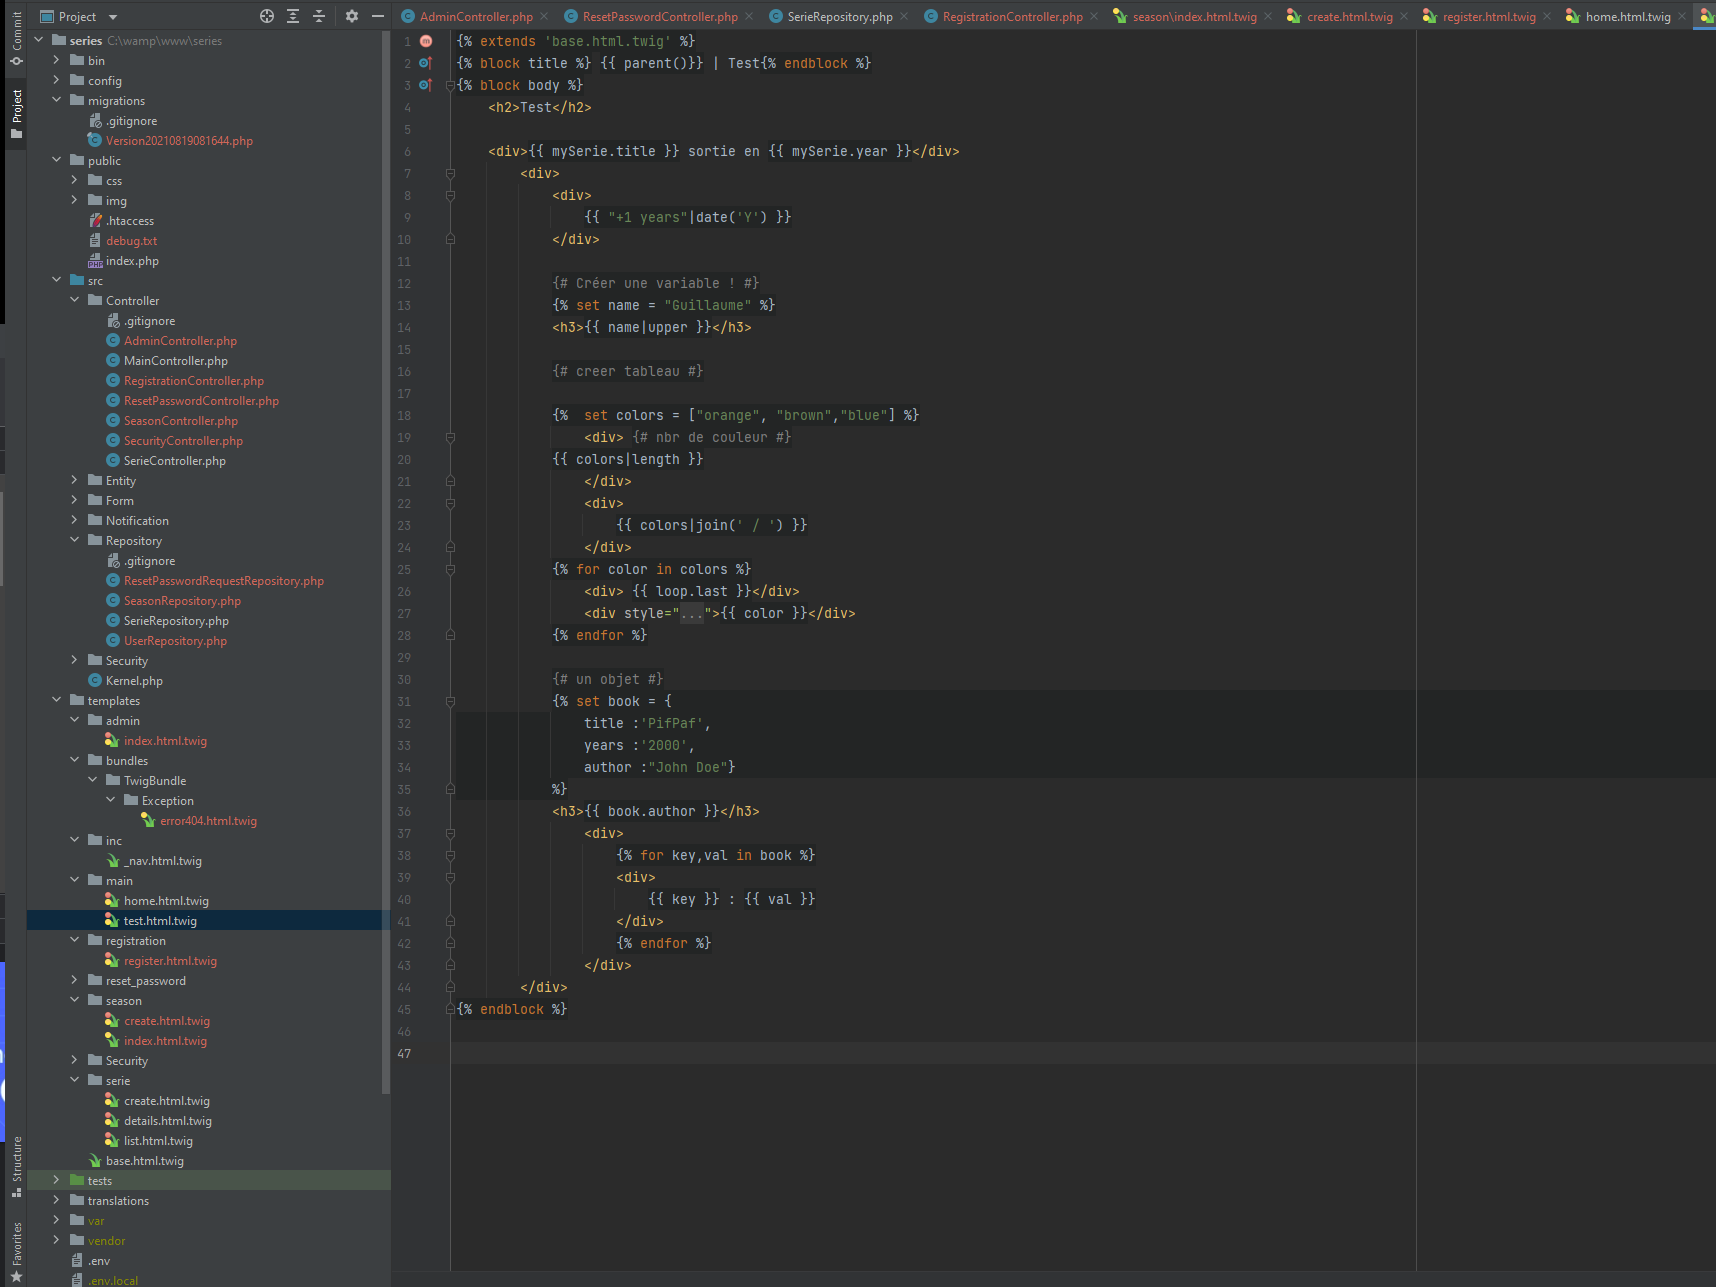 Project
AdminController.php
ResetPasswordController.php
SerieRepository.php
RegistrationController.php
season\index.html.twig
create.html.twig
register.html.twig
home.html.twig
Commit
Project
Structure
Favorites
series C:\wamp\www\series
bin
config
migrations
.gitignore
Version20210819081644.php
public
css
img
.htaccess
debug.txt
index.php
src
Controller
.gitignore
AdminController.php
MainController.php
RegistrationController.php
ResetPasswordController.php
SeasonController.php
SecurityController.php
SerieController.php
Entity
Form
Notification
Repository
.gitignore
ResetPasswordRequestRepository.php
SeasonRepository.php
SerieRepository.php
UserRepository.php
Security
Kernel.php
templates
admin
index.html.twig
bundles
TwigBundle
Exception
error404.html.twig
inc
_nav.html.twig
main
home.html.twig
test.html.twig
registration
register.html.twig
reset_password
season
create.html.twig
index.html.twig
Security
serie
create.html.twig
details.html.twig
list.html.twig
base.html.twig
tests
translations
var
vendor
.env
.env.local
1 {% extends 'base.html.twig' %}
2 {% block title %} {{ parent()}} | Test{% endblock %}
3 {% block body %}
4 <h2>Test</h2>
5
6 <div>{{ mySerie.title }} sortie en {{ mySerie.year }}</div>
7 <div>
8 <div>
9 {{ "+1 years"|date('Y') }}
10 </div>
11
12 {# Créer une variable ! #}
13 {% set name = "Guillaume" %}
14 <h3>{{ name|upper }}</h3>
15
16 {# creer tableau #}
17
18 {%  set colors = ["orange", "brown","blue"] %}
19 <div> {# nbr de couleur #}
20 {{ colors|length }}
21 </div>
22 <div>
23 {{ colors|join(' / ') }}
24 </div>
25 {% for color in colors %}
26 <div> {{ loop.last }}</div>
27 <div style="...">{{ color }}</div>
28 {% endfor %}
29
30 {# un objet #}
31 {% set book = {
32 title :'PifPaf',
33 years :'2000',
34 author :"John Doe"}
35 %}
36 <h3>{{ book.author }}</h3>
37 <div>
38 {% for key,val in book %}
39 <div>
40 {{ key }} : {{ val }}
41 </div>
42 {% endfor %}
43 </div>
44 </div>
45 {% endblock %}
46
47